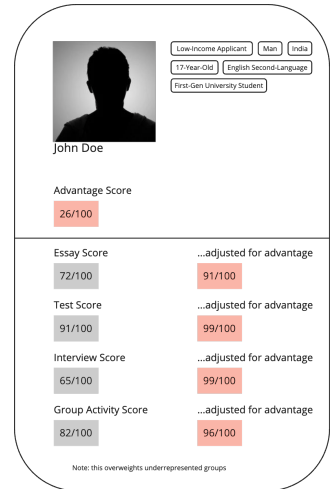 Low-Income Applicant
Man
India
17-Year-Old
English Second-Language
First-Gen University Student
John Doe
Advantage Score
26/100
Essay Score
...adjusted for advantage
72/100
91/100
Test Score
...adjusted for advantage
91/100
99/100
Interview Score
...adjusted for advantage
65/100
99/100
Group Activity Score
...adjusted for advantage
82/100
96/100
Note: this overweights underrepresented groups